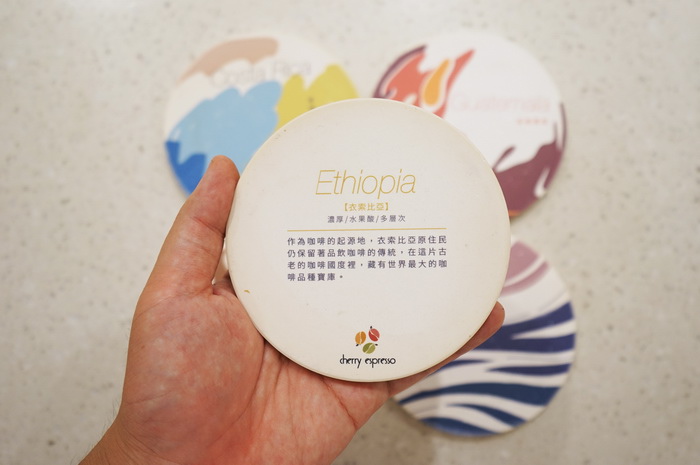 Costa Rica
Guatemala
Ethiopia
【衣索比亞】
濃厚/水果酸/多層次
作為咖啡的起源地，衣索比亞原住民
仍保留著品飲咖啡的傳統，在這片古
老的咖啡國度裡，藏有世界最大的咖
啡品種寶庫。
cherry espresso